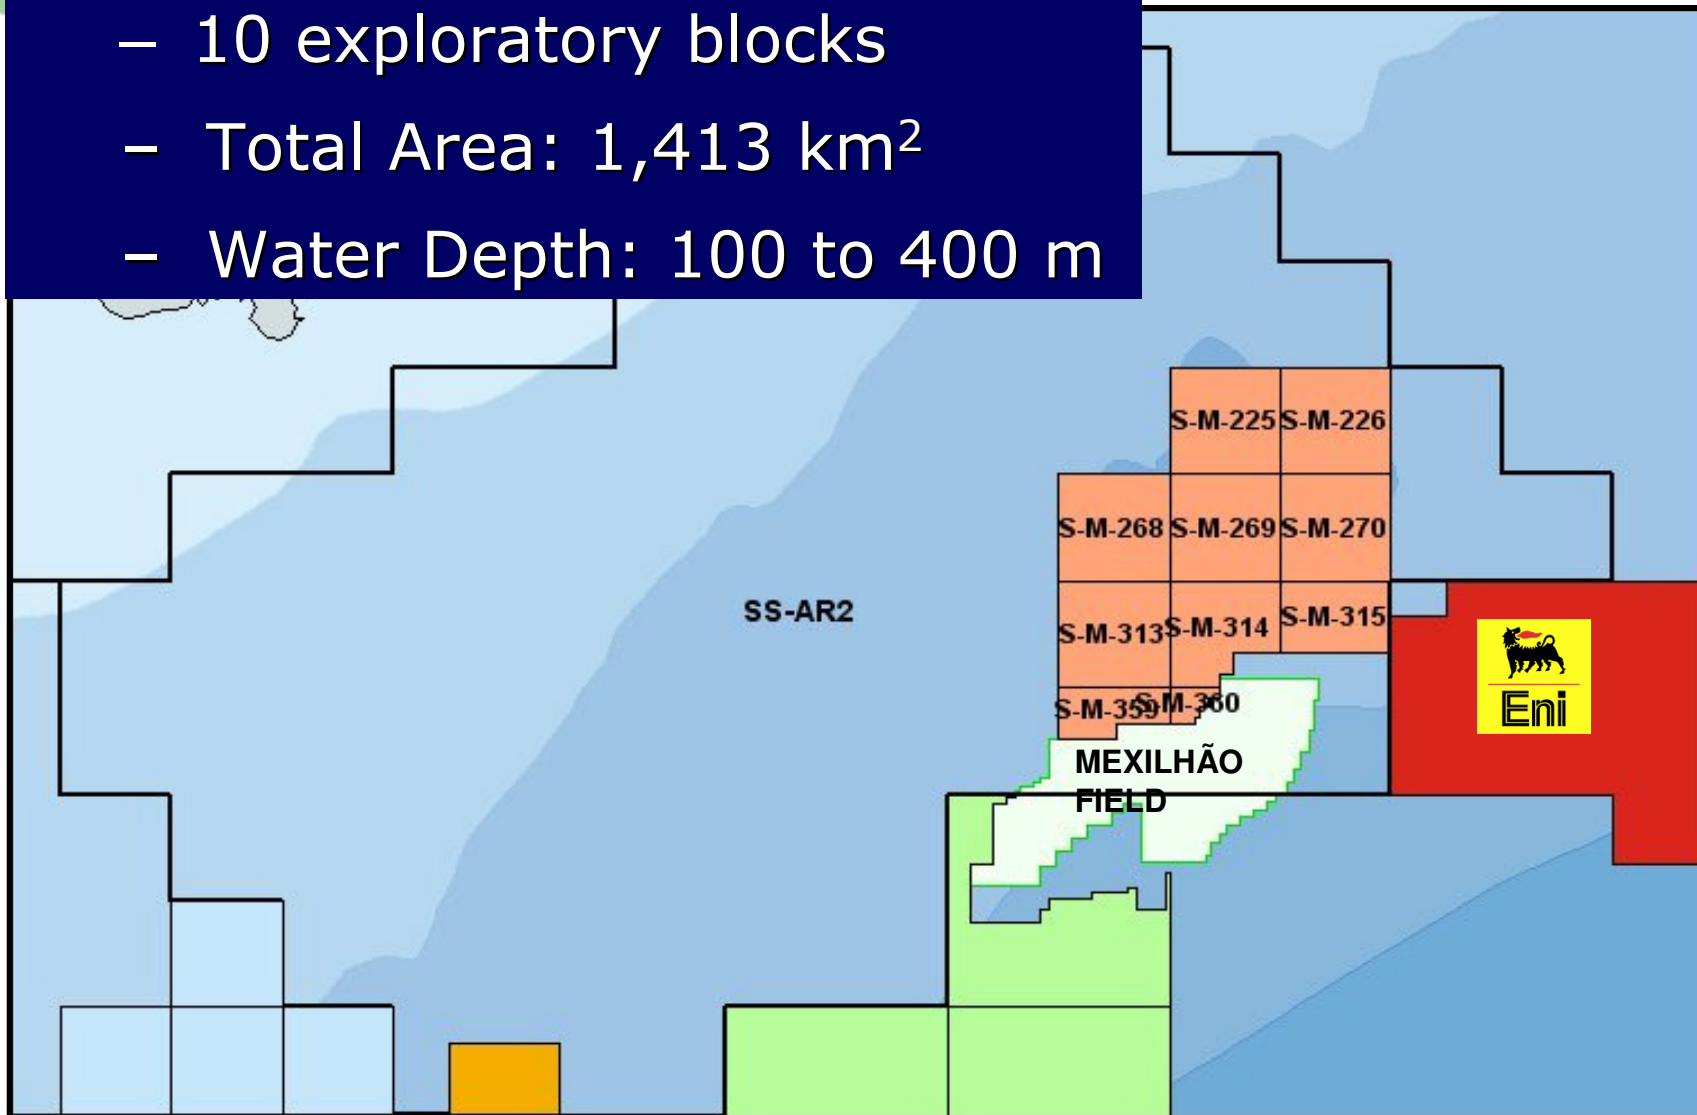 – 10 exploratory blocks
– Total Area: 1,413 km²
– Water Depth: 100 to 400 m
S-M-225 S-M-226
S-M-268 S-M-269 S-M-270
SS-AR2
S-M-313 S-M-314 S-M-315
S-M-359 S-M-360
Eni
MEXILHÃO
FIELD